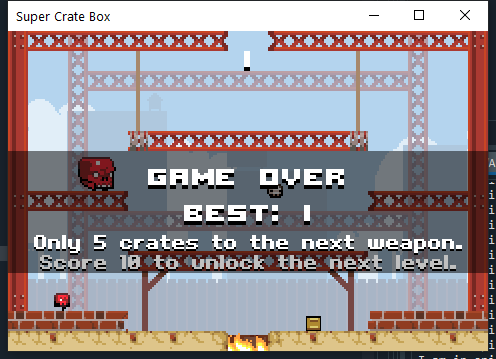 Super Crate Box
1
GAME OVER
BEST: 1
Only 5 crates to the next weapon.
Score 10 to unlock the next level.